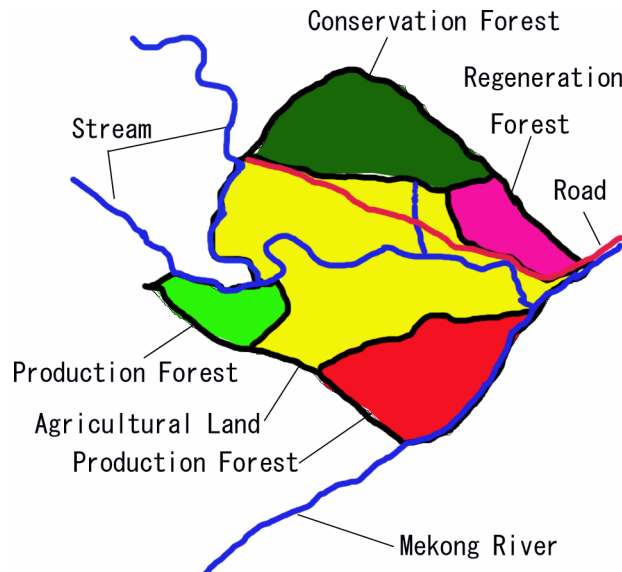 Conservation Forest
Regeneration
Forest
Stream
Road
Production Forest
Agricultural Land
Production Forest
Mekong River